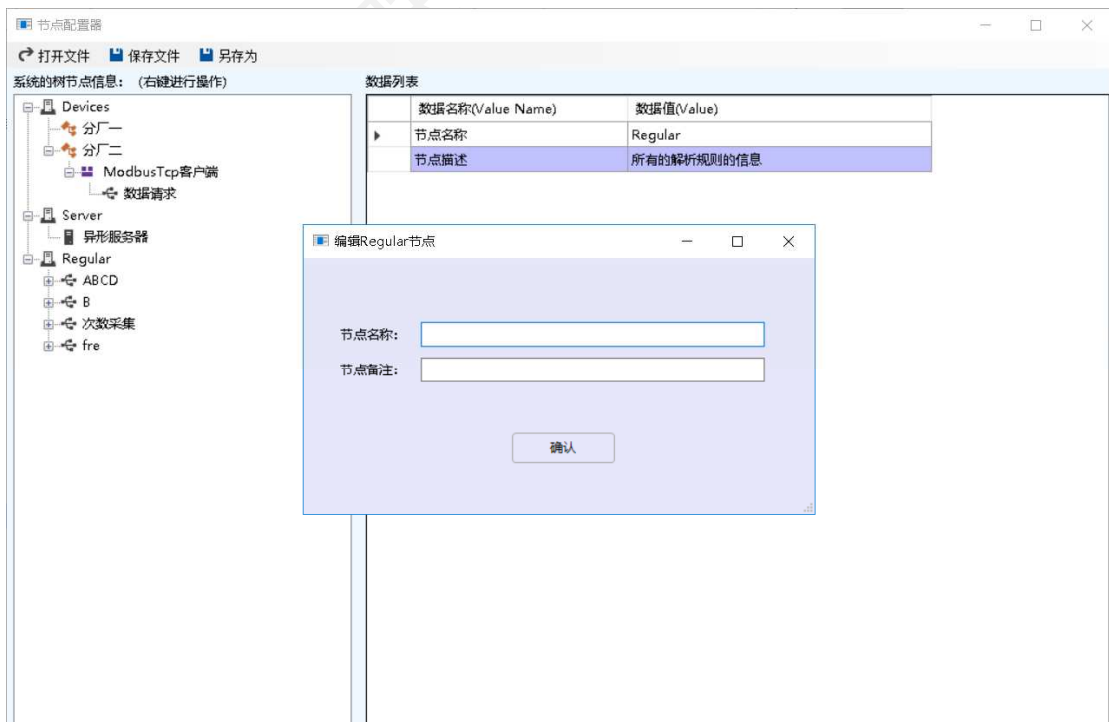 节点配置器
打开文件 保存文件 另存为
系统的树节点信息： （右键进行操作）
数据列表
Devices
分厂一
分厂二
ModbusTcp客户端
数据请求
Server
异形服务器
Regular
ABCD
B
次数采集
fre
数据名称(Value Name) 数据值(Value)
节点名称 Regular
节点描述 所有的解析规则的信息
编辑Regular节点
节点名称：
节点备注：
确认